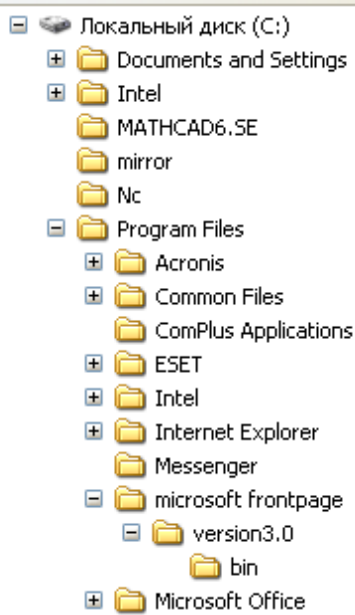 Локальный диск (C:)
Documents and Settings
Intel
MATHCAD6.SE
mirror
Nc
Program Files
Acronis
Common Files
ComPlus Applications
ESET
Intel
Internet Explorer
Messenger
microsoft frontpage
version3.0
bin
Microsoft Office